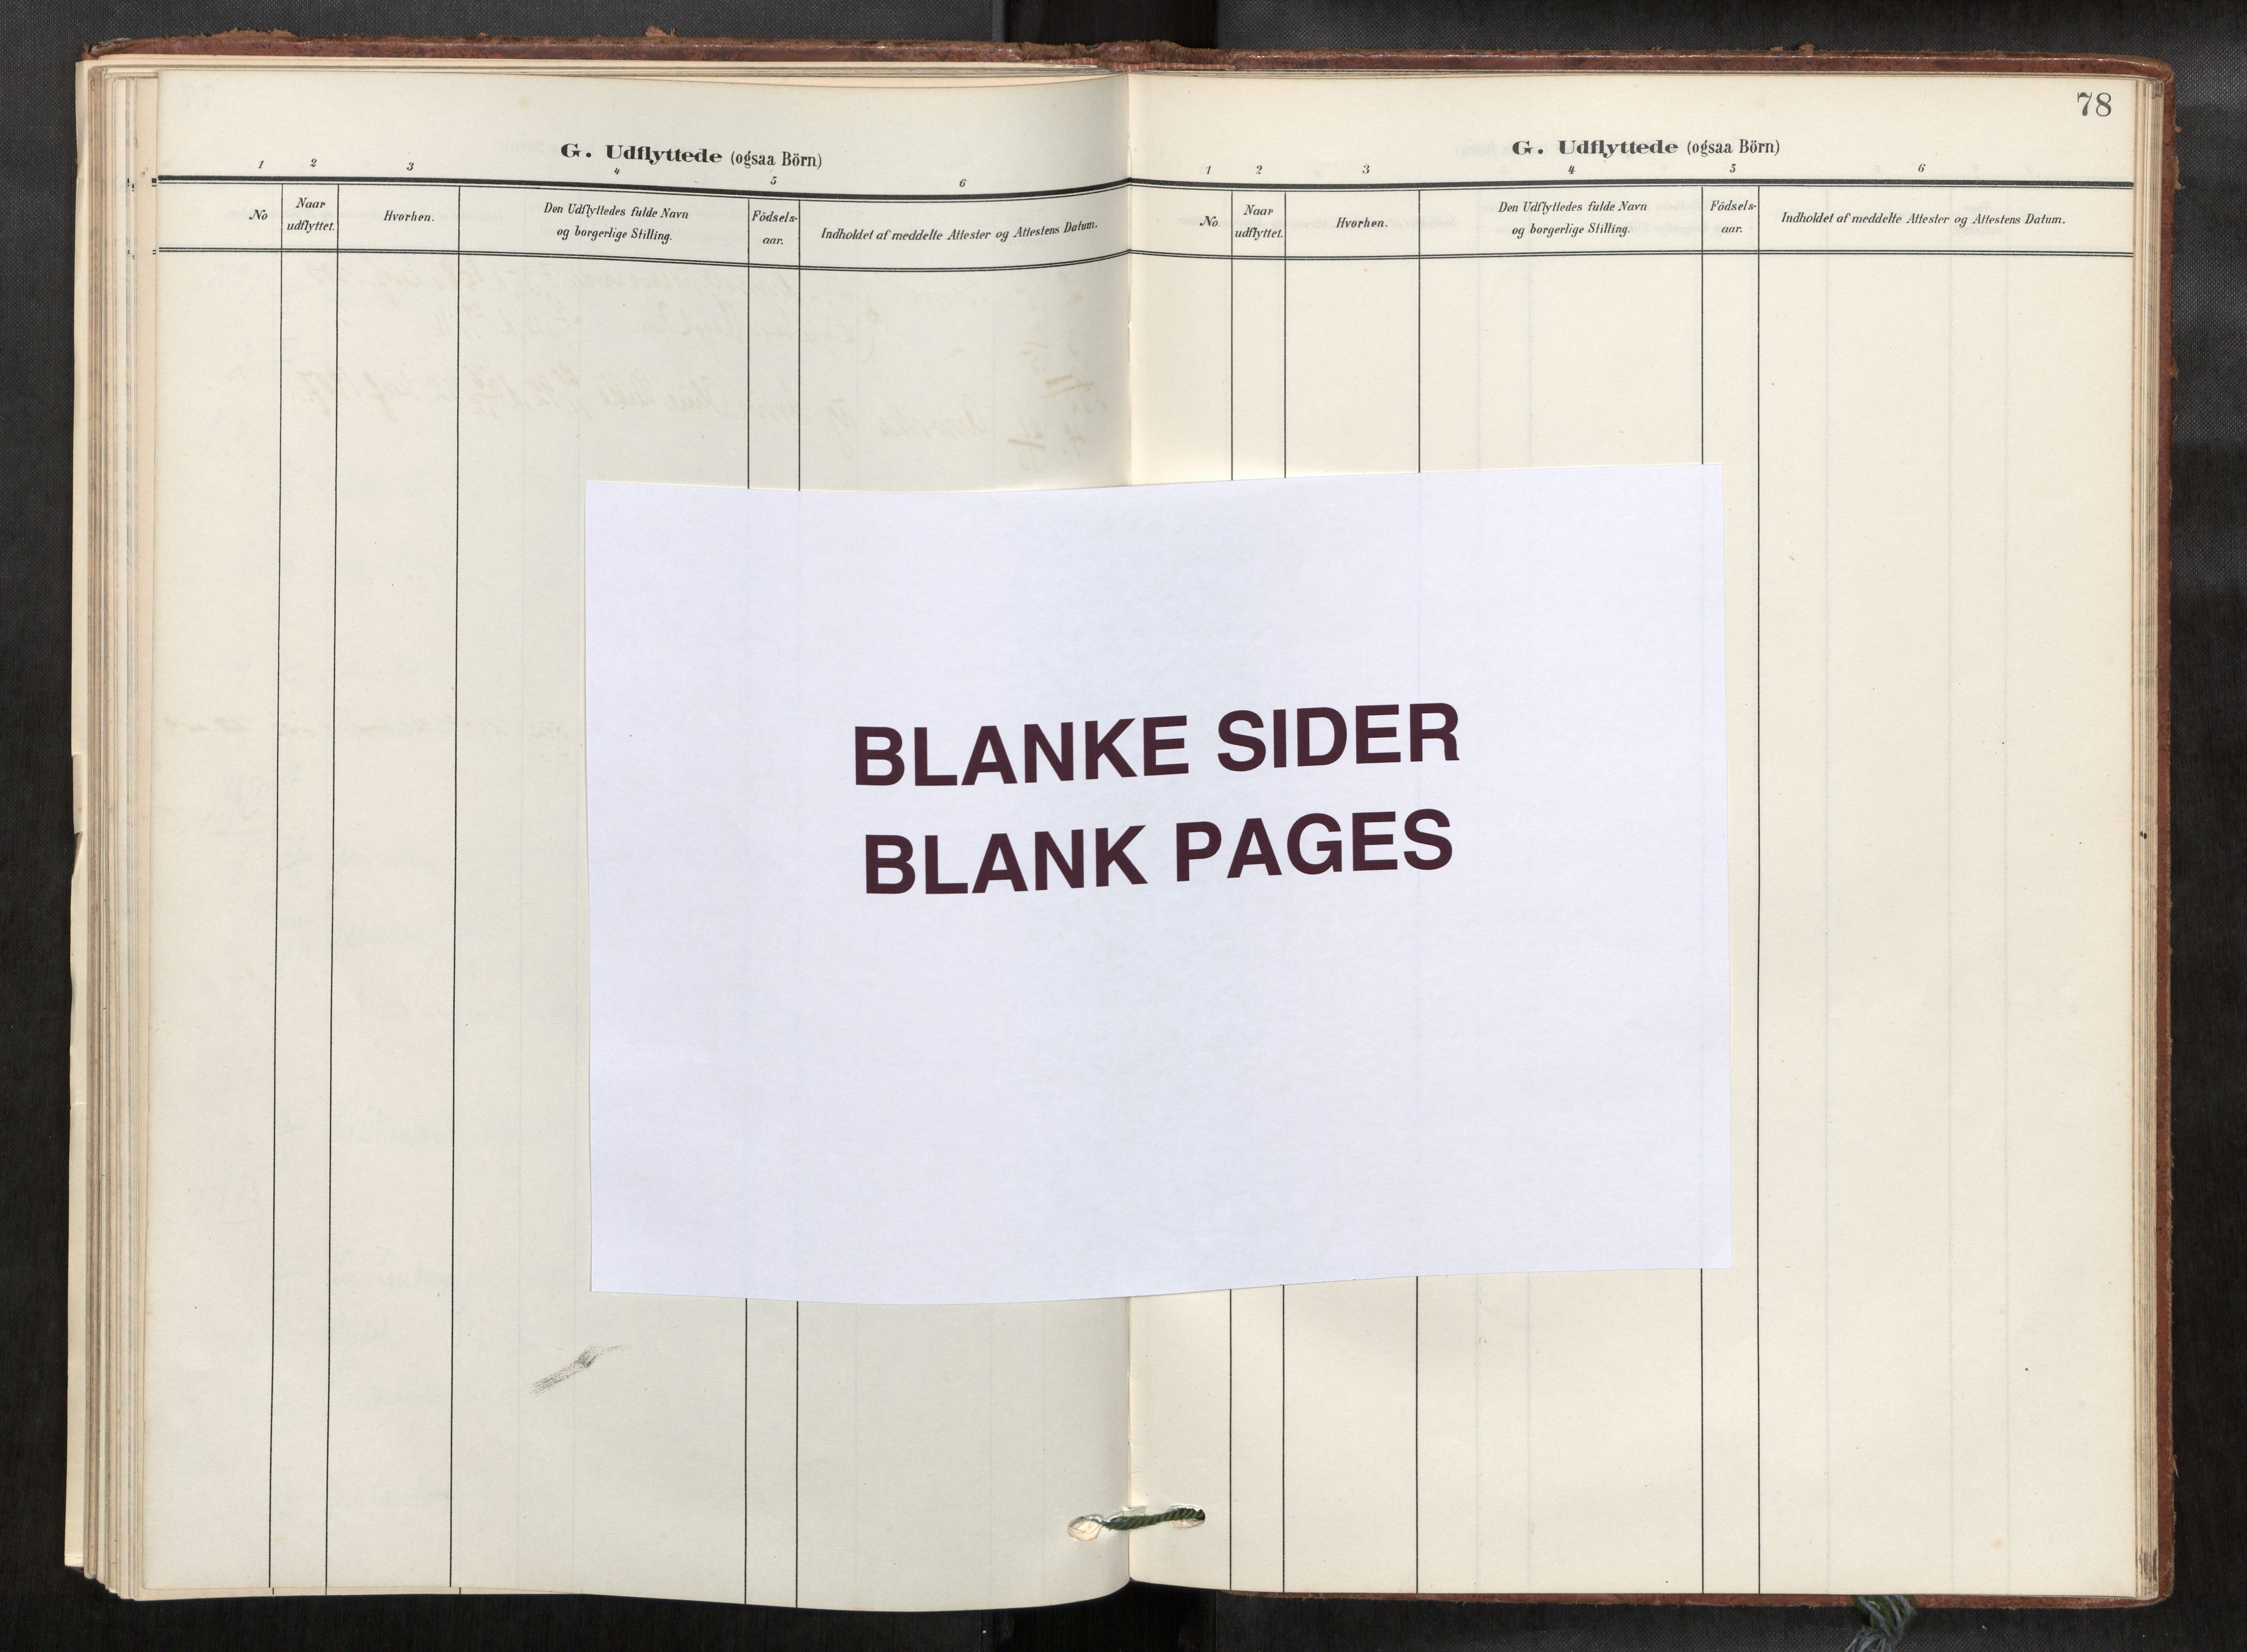 G. Udflyttede (ogsaa Börn)
1 2 3 4 5 6
No
Naar
udflyttet.
Hvorhen.
Den Udflyttedes fulde Navn
og borgerlige Stilling.
Födsels-
aar.
Indholdet af meddelte Attester og Attestens Datum.
78
G. Udflyttede (ogsaa Börn)
1 2 3 4 5 6
No.
Naar
udflyttet.
Hvorhen.
Den Udflyttedes fulde Navn
og borgerlige Stilling.
Födsels-
aar.
Indholdet af meddelte Attester og Attestens Datum.
BLANKE SIDER
BLANK PAGES